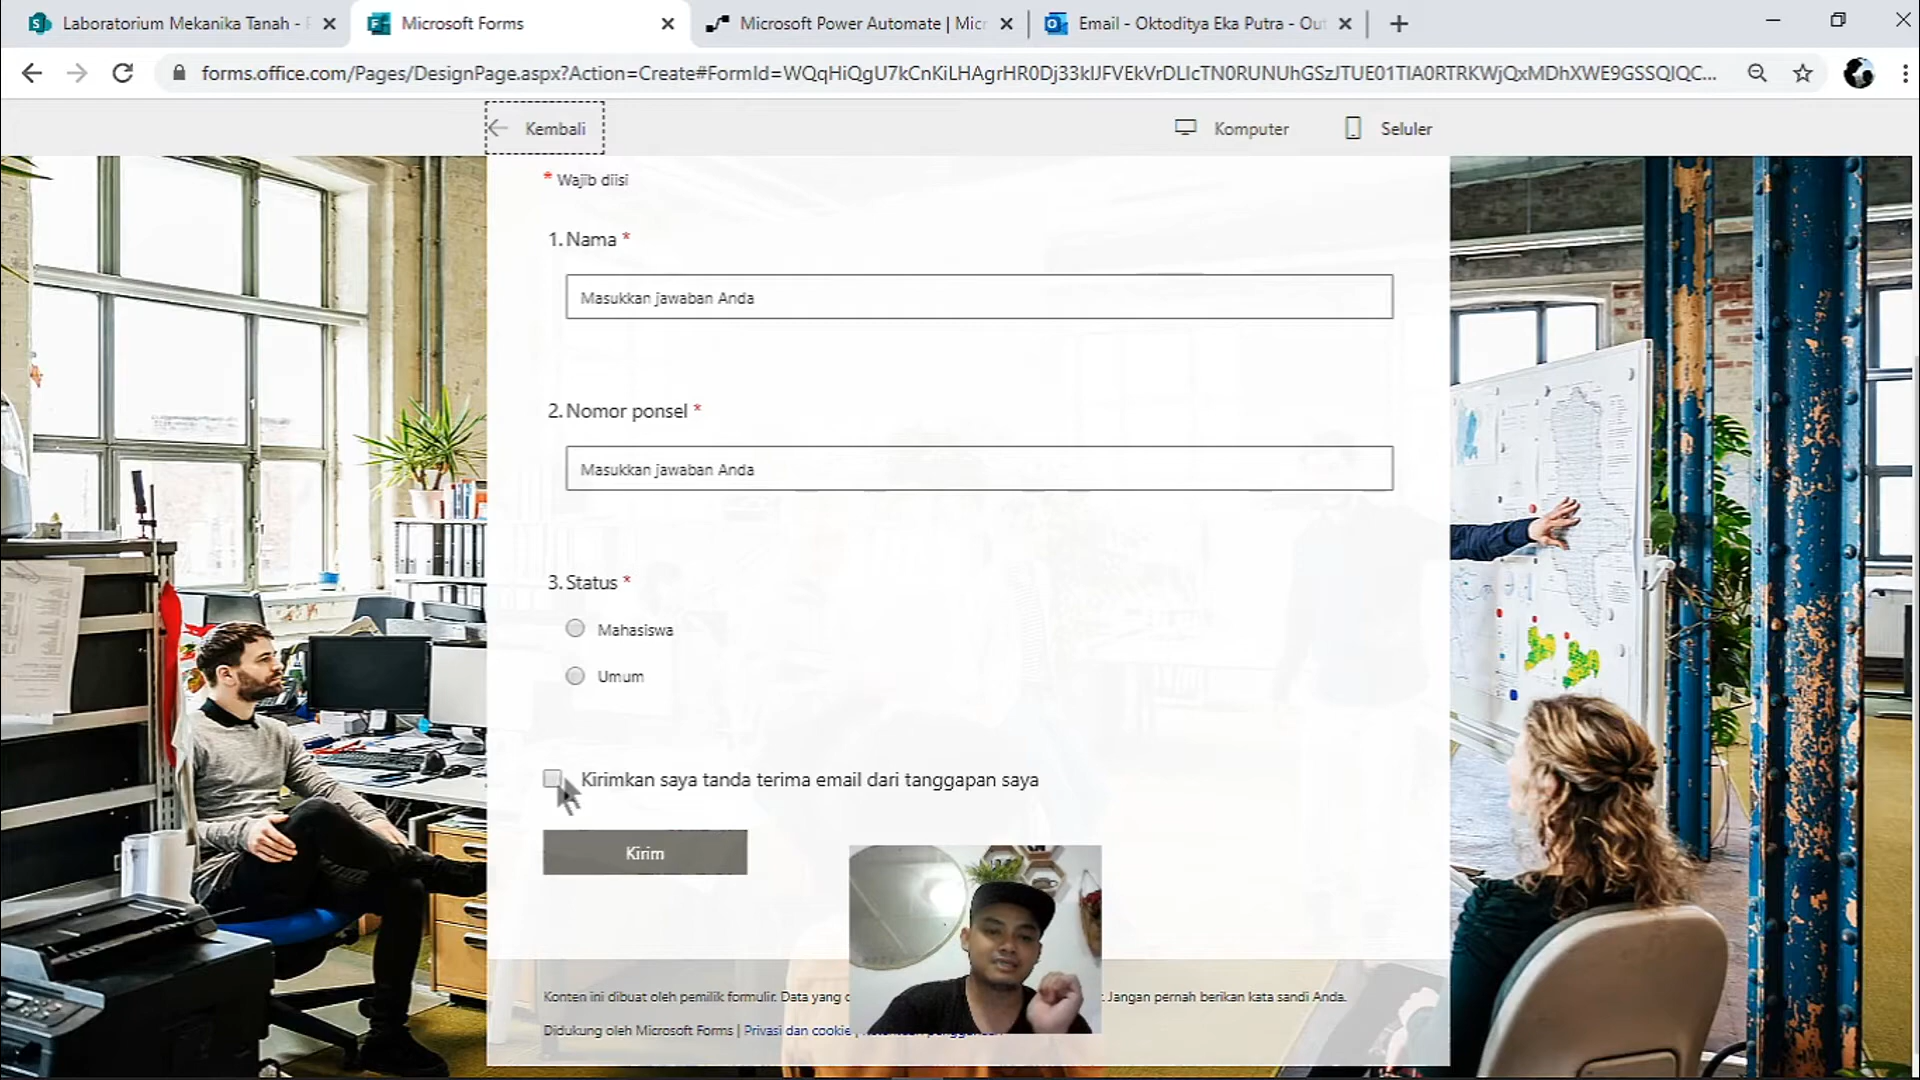 Laboratorium Mekanika Tanah -
Microsoft Forms
Microsoft Power Automate | Micr
Email - Oktoditya Eka Putra - Out
forms.office.com/Pages/DesignPage.aspx?Action=Create#FormId=
Kembali
Komputer
Seluler
* Wajib diisi
1. Nama *
Masukkan jawaban Anda
2. Nomor ponsel *
Masukkan jawaban Anda
3. Status *
Mahasiswa
Umum
Kirimkan saya tanda terima email dari tanggapan saya
Kirim
Konten ini dibuat oleh pemilik formulir. Data yang Jangan pernah berikan kata sandi Anda.
Didukung oleh Microsoft Forms | Privasi dan cookie